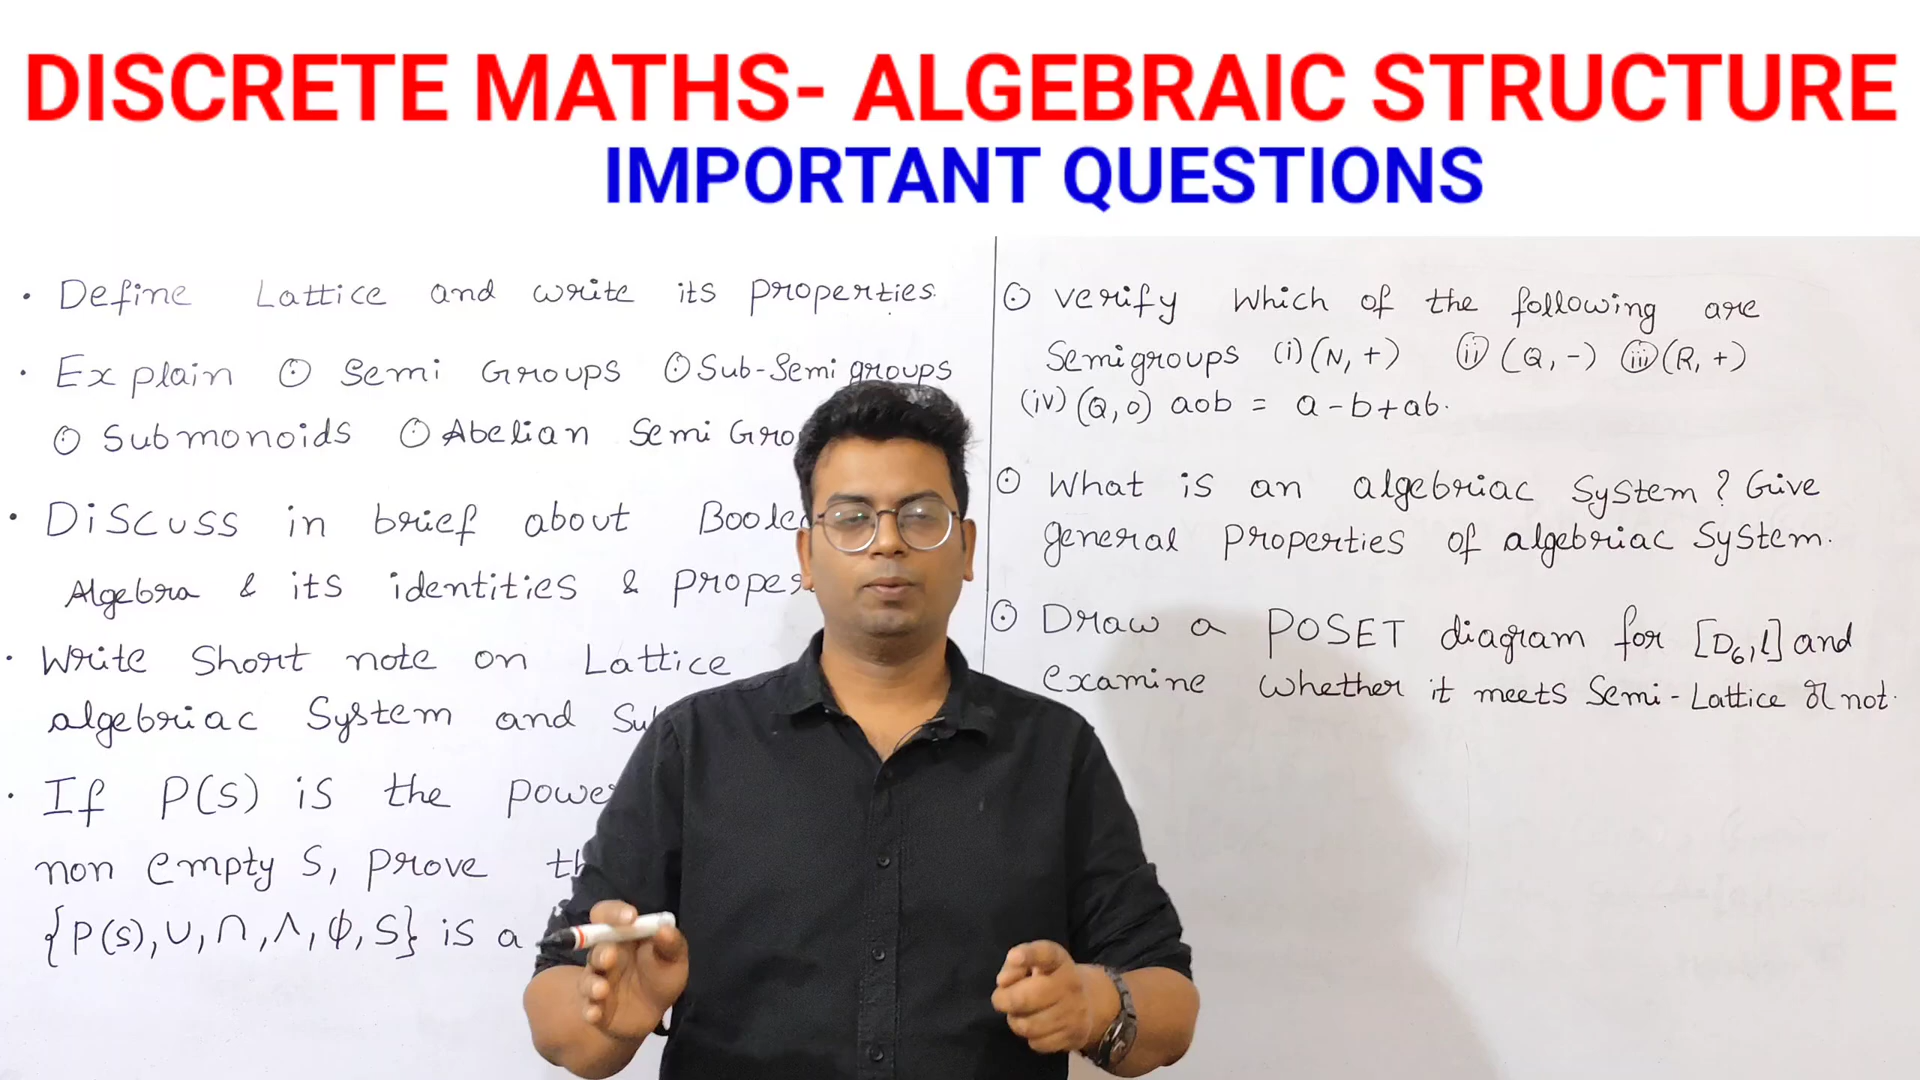 DISCRETE MATHS- ALGEBRAIC STRUCTURE
IMPORTANT QUESTIONS
• Define Lattice and write its properties.
• Explain ⊙ Semi Groups ⊙ Sub-Semi groups
⊙ Submonoids ⊙ Abelian Semi
• Discuss in brief about
Algebra & its identities &
• Write Short note on Lattice
algebriac System and
• If P(S) is the
non empty S, prove
{P(S), ∪, ∩, ∧, ϕ, S} is a
⊙ Verify Which of the following are
Semigroups (i) (N, +) (ii) (Q, -) (iii) (R, +)
(iv) (Q, o) aob = a - b + ab.
⊙ What is an algebriac System? Give
general Properties of algebriac System.
⊙ Draw a POSET diagram for [D6, l] and
examine whether it meets Semi-Lattice or not.